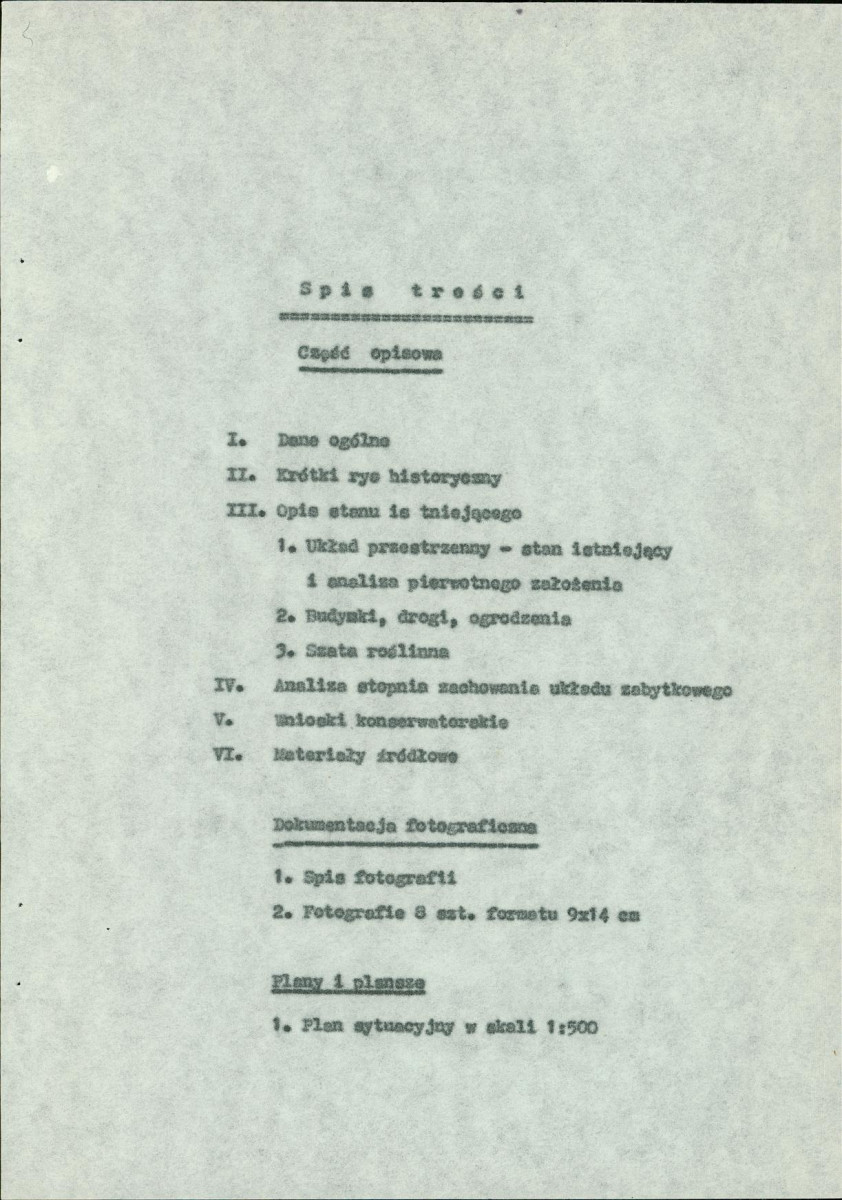 Spis treści
=========================
Część opisowa
I. Dane ogólne
II. Krótki rys historyczny
III. Opis stanu is tniejącego
1. Układ przestrzenny - stan istniejący
i analiza pierwotnego założenia
2. Budynki, drogi, ogrodzenia
3. Szata roślinna
IV. Analiza stopnia zachowania układu zabytkowego
V. Wnioski konserwatorskie
VI. Materiały źródłowe
Dokumentacja fotograficzna
1. Spis fotografii
2. Fotografie 8 szt. formatu 9x14 cm
Plany i plansze
1. Plan sytuacyjny w skali 1:500